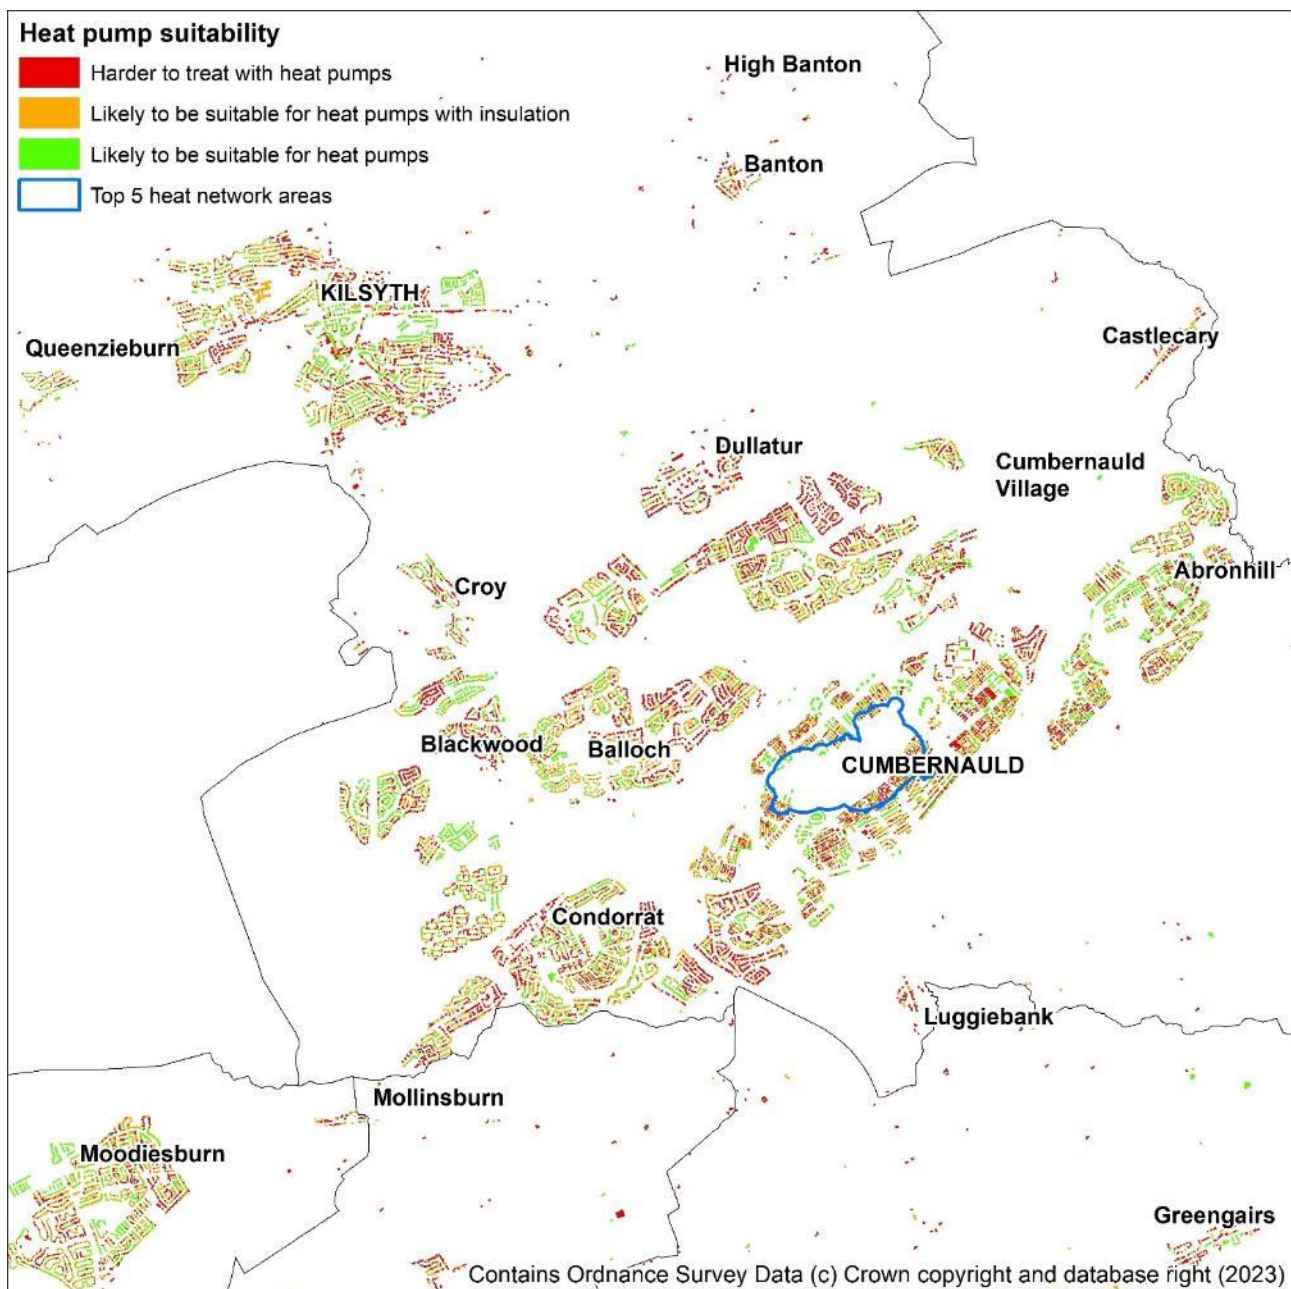 Heat pump suitability
Harder to treat with heat pumps
Likely to be suitable for heat pumps with insulation
Likely to be suitable for heat pumps
Top 5 heat network areas
High Banton
Banton
KILSYTH
Queenzieburn
Castlecary
Dullatur
Cumbernauld
Village
Abronhill
Croy
Blackwood
Balloch
CUMBERNAULD
Condorrat
Luggiebank
Mollinsburn
Moodiesburn
Greengairs
Contains Ordnance Survey Data (c) Crown copyright and database right (2023)